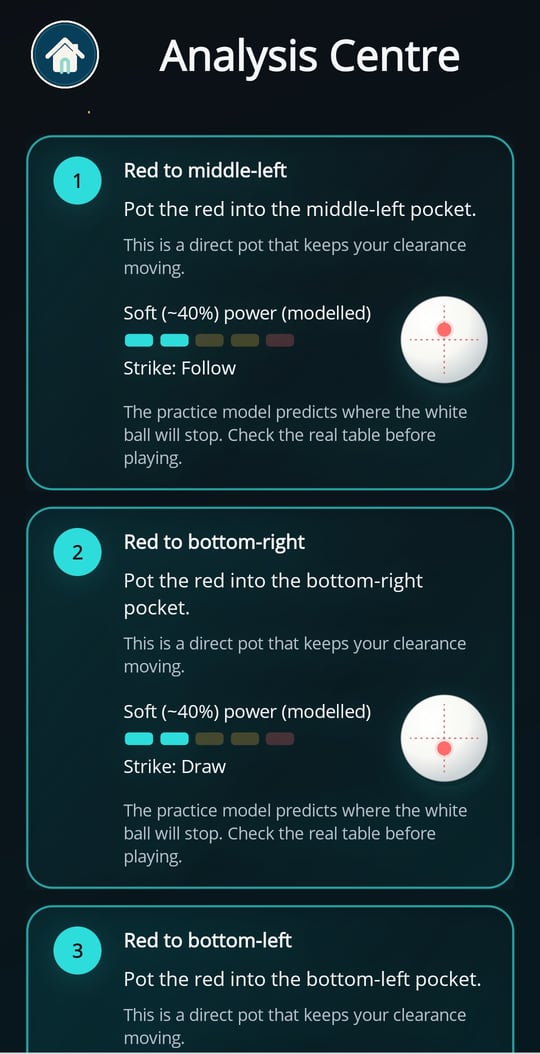 Analysis Centre
1
Red to middle-left
Pot the red into the middle-left pocket.
This is a direct pot that keeps your clearance
moving.
Soft (~40%) power (modelled)
Strike: Follow
The practice model predicts where the white
ball will stop. Check the real table before
playing.
2
Red to bottom-right
Pot the red into the bottom-right
pocket.
This is a direct pot that keeps your clearance
moving.
Soft (~40%) power (modelled)
Strike: Draw
The practice model predicts where the white
ball will stop. Check the real table before
playing.
3
Red to bottom-left
Pot the red into the bottom-left pocket.
This is a direct pot that keeps your clearance
moving.